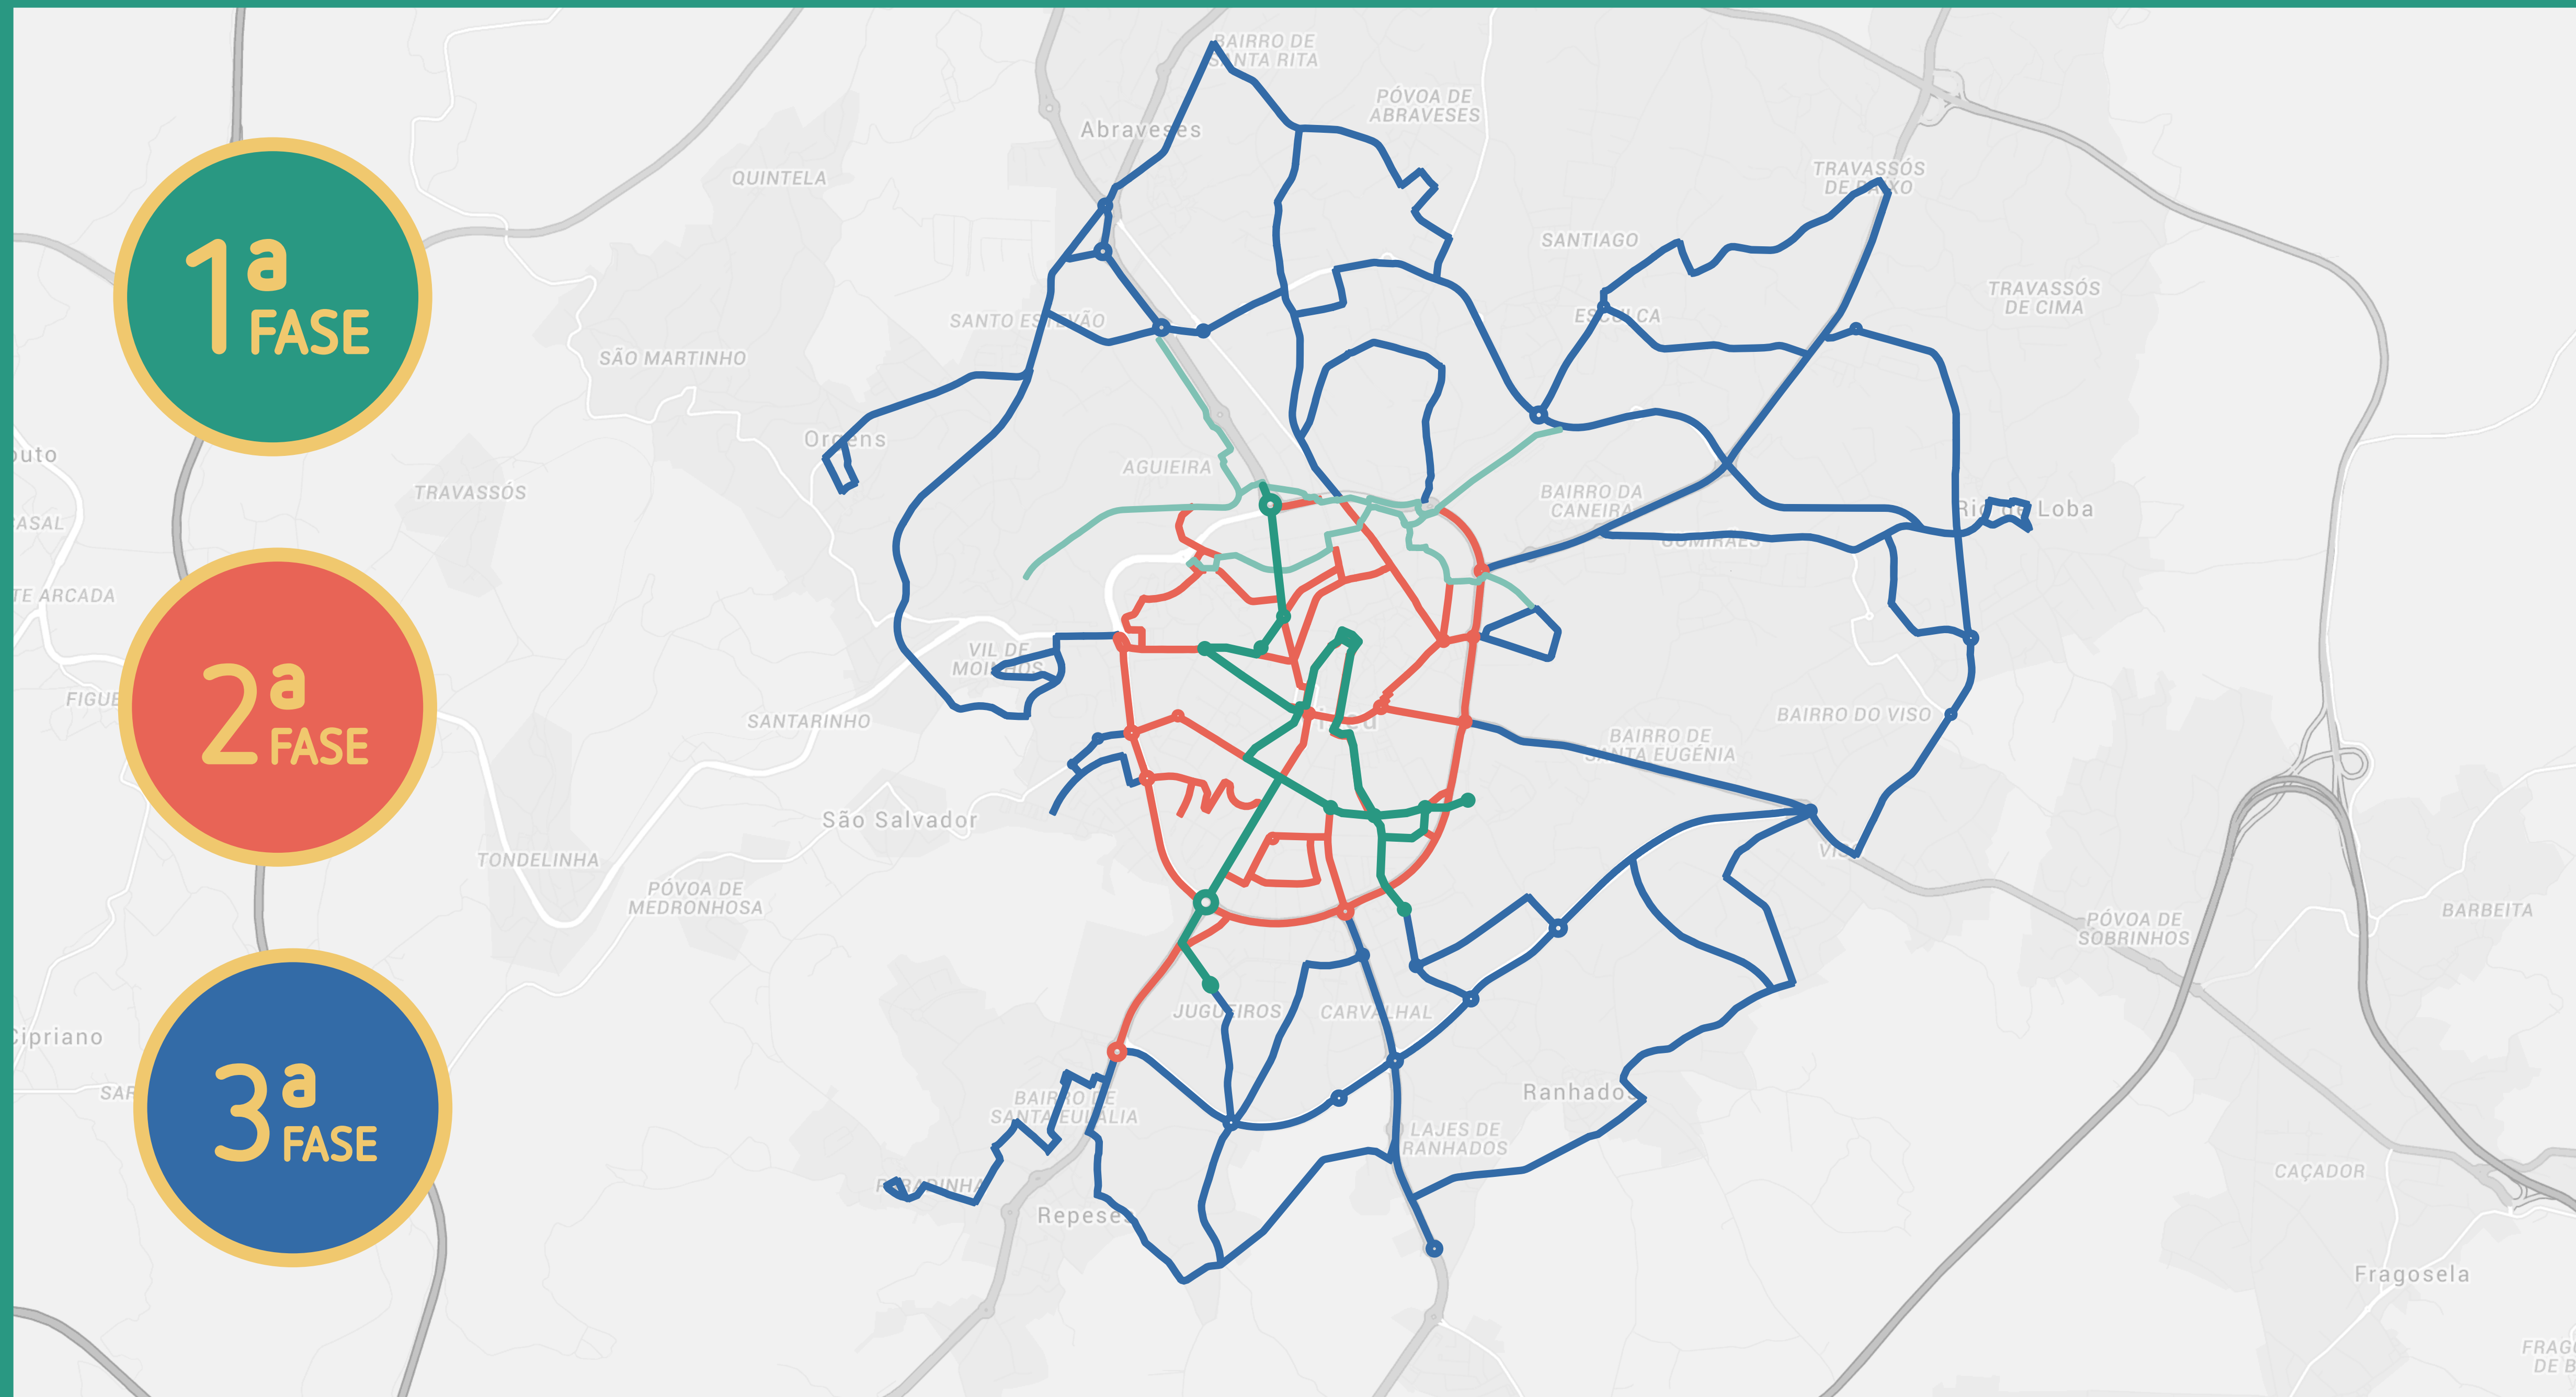 1ª
FASE
2ª
FASE
3ª
FASE
BAIRRO DE
SANTA RITA
PÓVOA DE
ABRAVESES
Abraveses
QUINTELA
TRAVASSÓS
DE BAIXO
SANTIAGO
TRAVASSÓS
DE CIMA
ESCULCA
SANTO ESTEVÃO
SÃO MARTINHO
Orgens
AGUIEIRA
TRAVASSÓS
BAIRRO DA
CANEIRA
Rio de Loba
GUMIRÃES
VIL DE
MOINHOS
SANTARINHO
BAIRRO DO VISO
BAIRRO DE
SANTA EUGÉNIA
São Salvador
TONDELINHA
PÓVOA DE
MEDRONHOSA
PÓVOA DE
SOBRINHOS
BARBEITA
JUGUEIROS
CARVALHAL
Cipriano
Ranhados
BAIRRO DE
SANTA EULÁLIA
LAJES DE
RANHADOS
CAÇADOR
Repeses
Fragosela